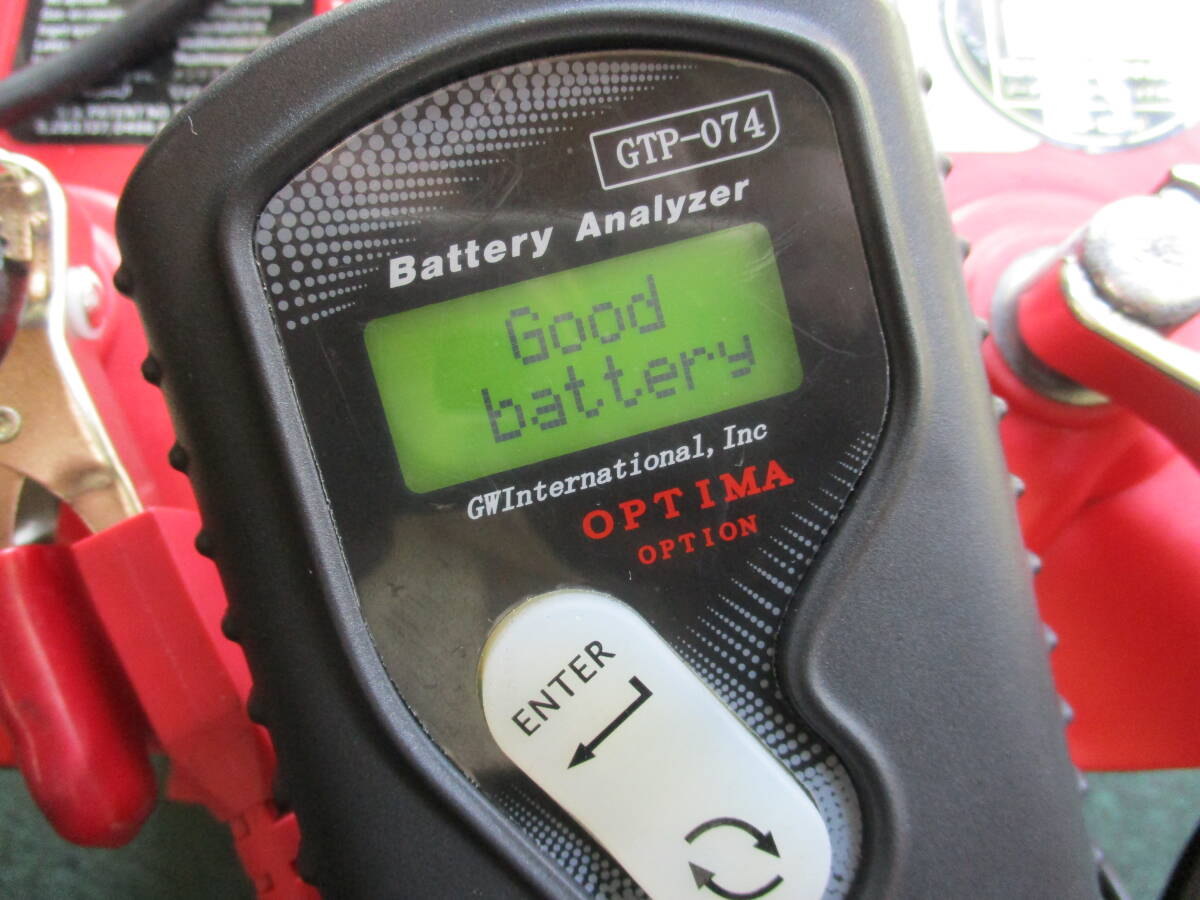 GTP-074
Battery Analyzer
Good
battery
GWInternational, Inc
OPTIMA
OPTION
ENTER